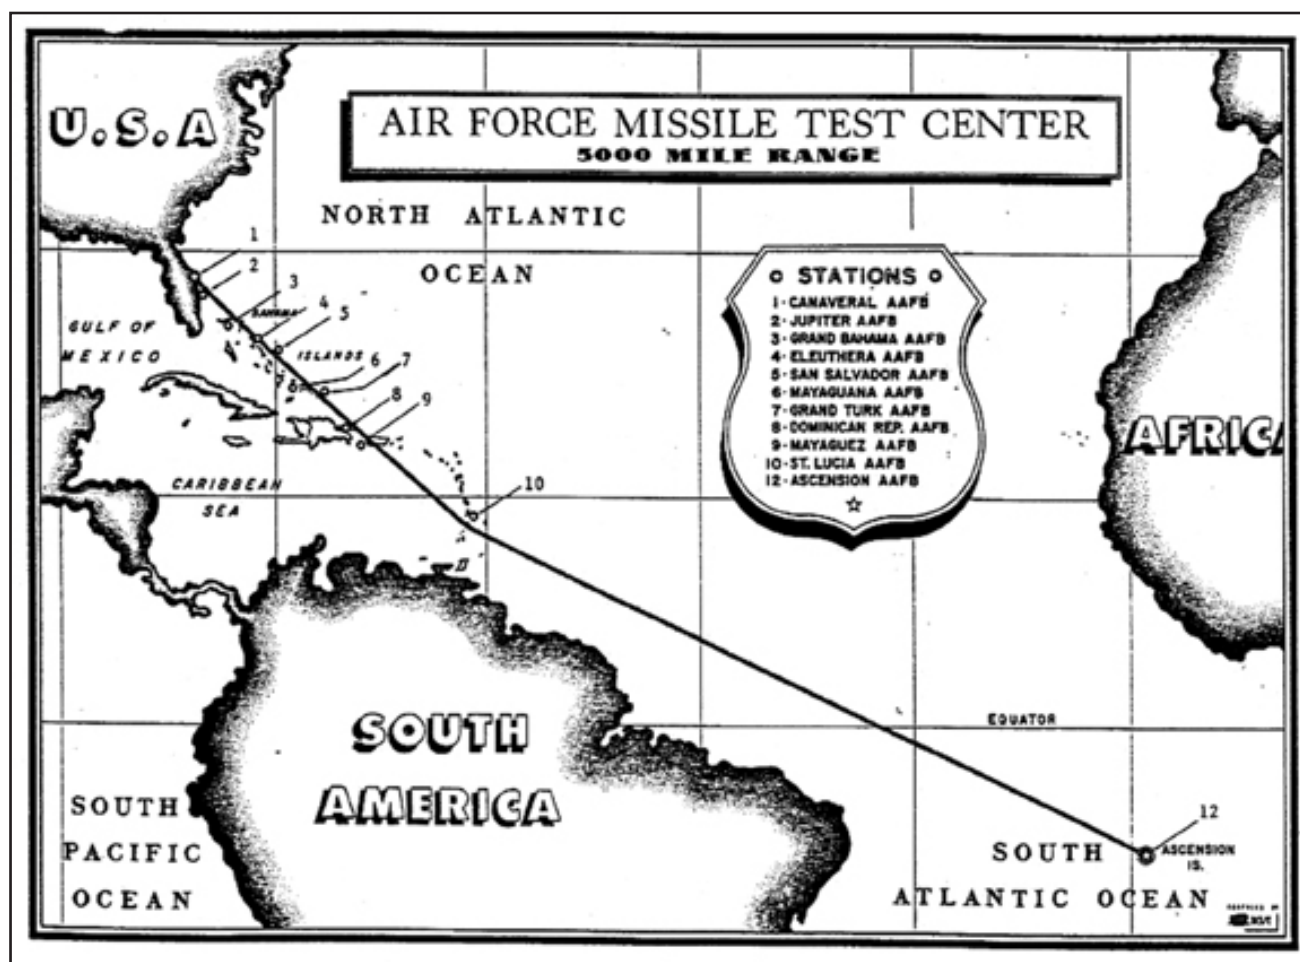 U.S.A
AIR FORCE MISSILE TEST CENTER
5000 MILE RANGE
NORTH ATLANTIC
OCEAN
1
2
3
4
5
6
7
8
9
10
BAHAMA
ISLANDS
GULF OF
MEXICO
CARIBBEAN
SEA
STATIONS
1-CANAVERAL AAFB
2-JUPITER AAFB
3-GRAND BAHAMA AAFB
4-ELEUTHERA AAFB
5-SAN SALVADOR AAFB
6-MAYAGUANA AAFB
7-GRAND TURK AAFB
8-DOMINICAN REP. AAFB
9-MAYAGUEZ AAFB
10-ST. LUCIA AAFB
12-ASCENSION AAFB
AFRICA
SOUTH
AMERICA
EQUATOR
SOUTH
PACIFIC
OCEAN
12
ASCENSION
IS.
SOUTH
ATLANTIC OCEAN